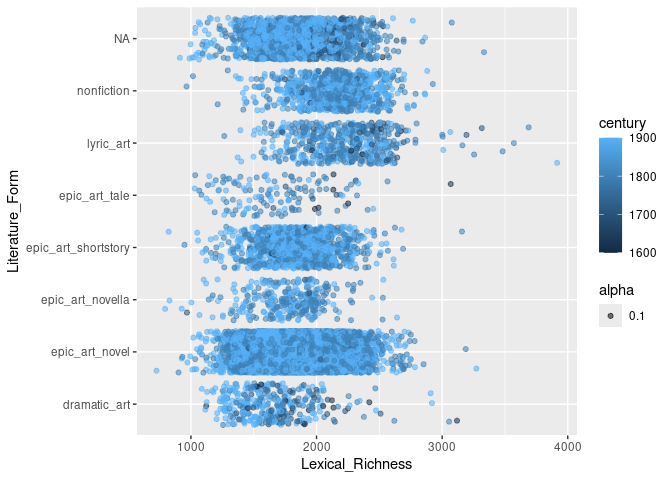 NA
nonfiction
lyric_art
epic_art_tale
epic_art_shortstory
epic_art_novella
epic_art_novel
dramatic_art
Literature_Form
1000 2000 3000 4000
Lexical_Richness
century
1900
1800
1700
1600
alpha
0.1